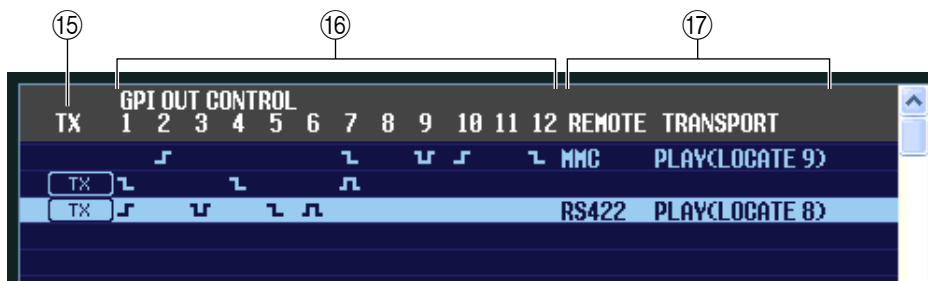 ⑮ ⑯ ⑰
GPI OUT CONTROL
TX 1 2 3 4 5 6 7 8 9 10 11 12 REMOTE TRANSPORT
MMC PLAY(LOCATE 9)
TX
TX RS422 PLAY(LOCATE 8)